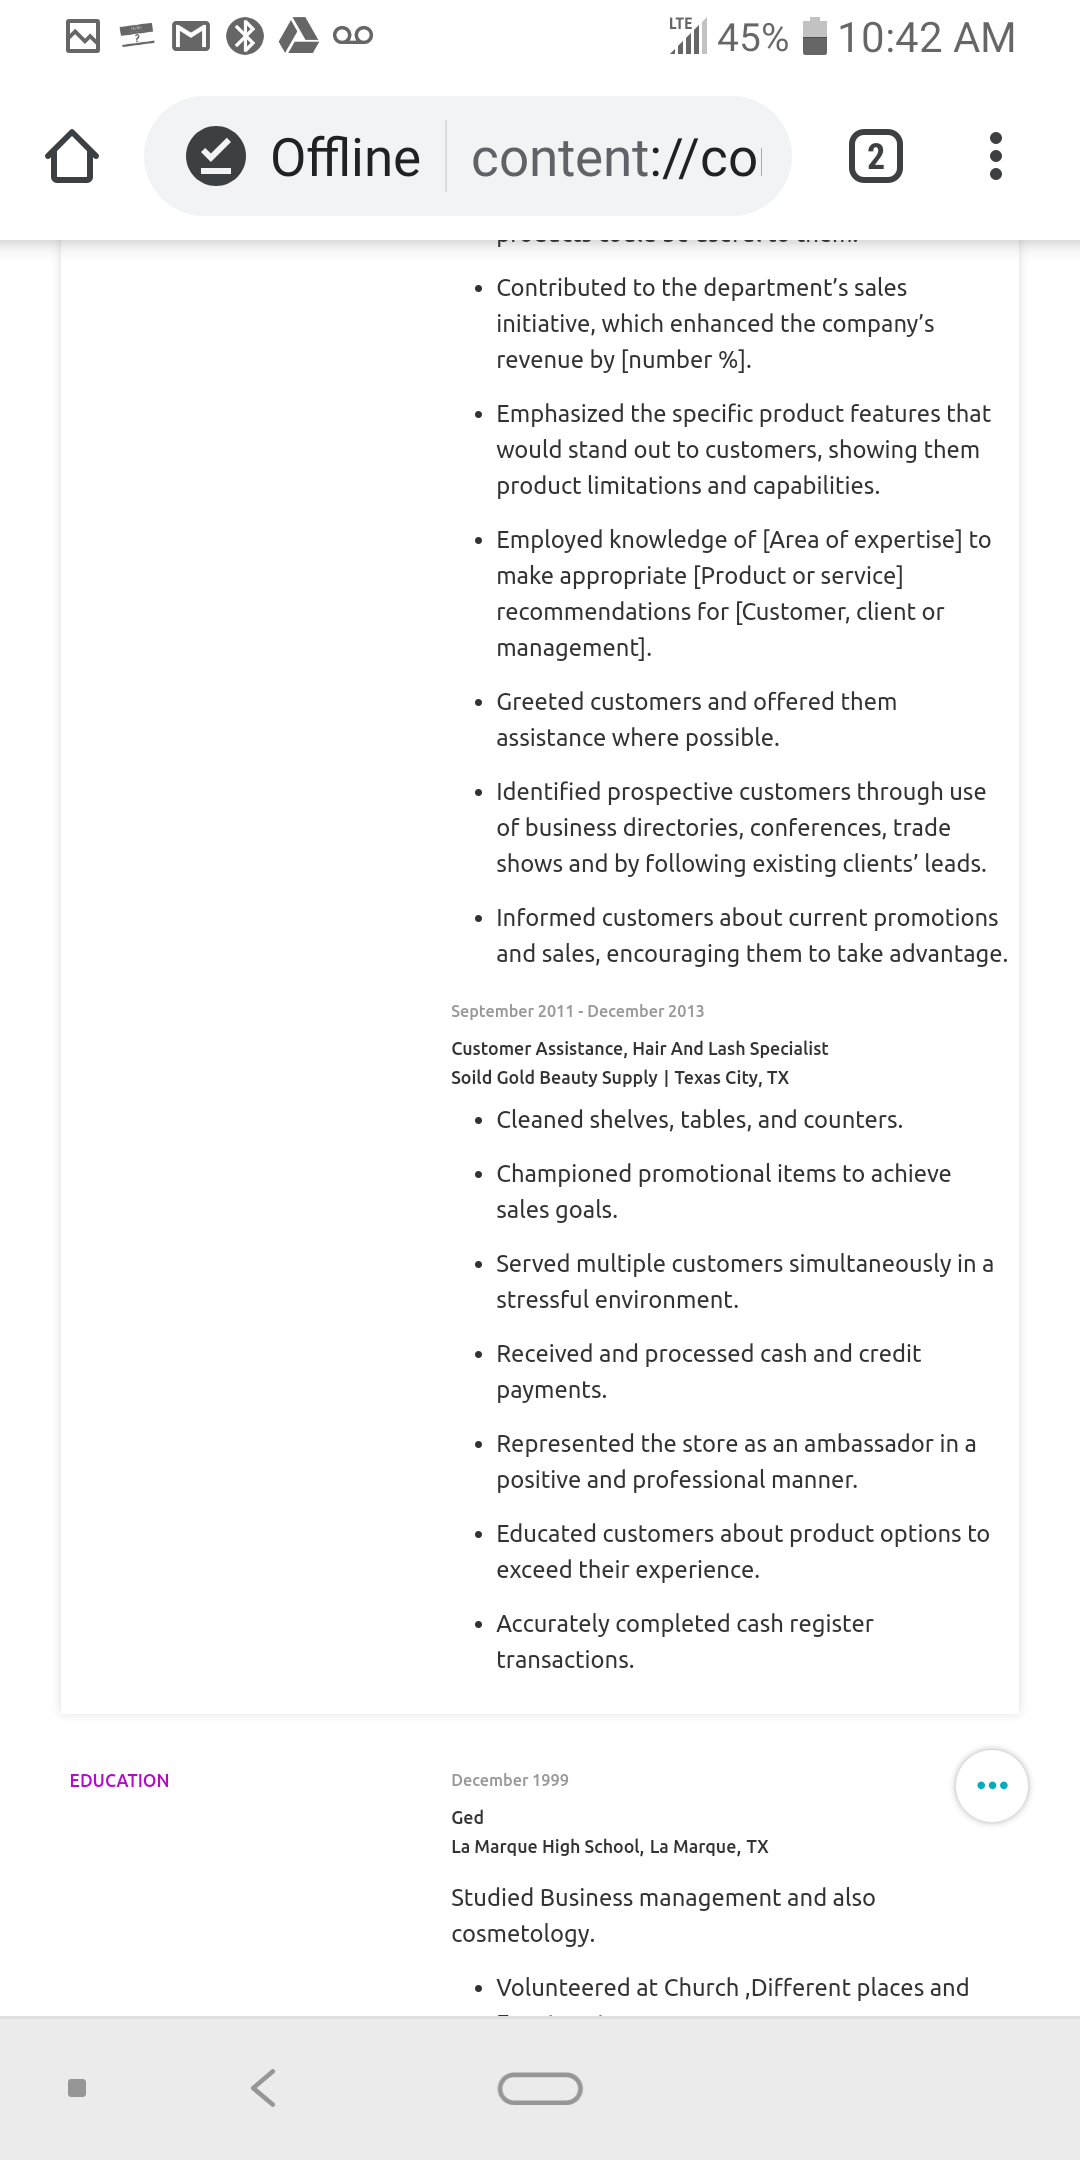 LTE 45% 10:42 AM
Offline content://co
2
products could be useful to them.
• Contributed to the department’s sales
initiative, which enhanced the company’s
revenue by [number %].
• Emphasized the specific product features that
would stand out to customers, showing them
product limitations and capabilities.
• Employed knowledge of [Area of expertise] to
make appropriate [Product or service]
recommendations for [Customer, client or
management].
• Greeted customers and offered them
assistance where possible.
• Identified prospective customers through use
of business directories, conferences, trade
shows and by following existing clients’ leads.
• Informed customers about current promotions
and sales, encouraging them to take advantage.
September 2011 - December 2013
Customer Assistance, Hair And Lash Specialist
Soild Gold Beauty Supply | Texas City, TX
• Cleaned shelves, tables, and counters.
• Championed promotional items to achieve
sales goals.
• Served multiple customers simultaneously in a
stressful environment.
• Received and processed cash and credit
payments.
• Represented the store as an ambassador in a
positive and professional manner.
• Educated customers about product options to
exceed their experience.
• Accurately completed cash register
transactions.
EDUCATION
December 1999
Ged
La Marque High School, La Marque, TX
Studied Business management and also
cosmetology.
• Volunteered at Church ,Different places and